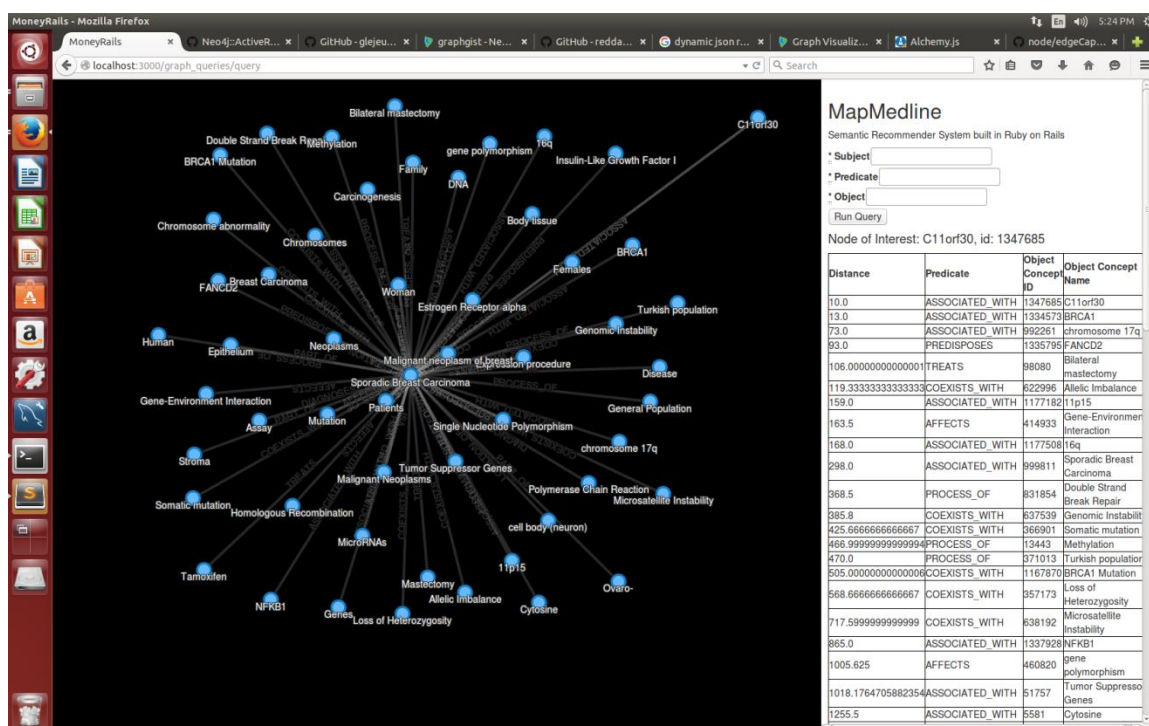 MoneyRails - Mozilla Firefox
En
5:24 PM
MoneyRails
Neo4j::ActiveR...
GitHub - glejeu...
graphgist - Ne...
GitHub - redda...
dynamic json r...
Graph Visualiz...
Alchemy.js
node/edgeCap...
localhost:3000/graph_queries/query
Search
Bilateral mastectomy
C11orf30
Double Strand Break
Methylation
gene polymorphism
16q
BRCA1 Mutation
Family
Insulin-Like Growth Factor I
DNA
Carcinogenesis
Chromosome abnormality
Body tissue
Chromosomes
BRCA1
Females
FANCD2
Breast Carcinoma
Woman
Estrogen Receptor alpha
Turkish population
Genomic Instability
Human
Epithelium
Neoplasms
Malignant neoplasm of breast
procedure
Disease
Sporadic Breast Carcinoma
Gene-Environment Interaction
Patients
General Population
Assay
Mutation
Single Nucleotide Polymorphism
chromosome 17q
Stroma
Tumor Suppressor Genes
Malignant Neoplasms
Polymerase Chain Reaction
Microsatellite Instability
Somatic mutation
Homologous Recombination
cell body (neuron)
MicroRNAs
11p15
Tamoxifen
Mastectomy
Ovaro-
NFKB1
Genes
Allelic Imbalance
Cytosine
Loss of Heterozygosity
MapMedline
Semantic Recommender System built in Ruby on Rails
* Subject
* Predicate
* Object
Run Query
Node of Interest: C11orf30, id: 1347685
Distance Predicate Object Concept ID Object Concept Name
10.0 ASSOCIATED_WITH 1347685 C11orf30
13.0 ASSOCIATED_WITH 1334573 BRCA1
73.0 ASSOCIATED_WITH 992261 chromosome 17q
93.0 PREDISPOSES 1335795 FANCD2
106.00000000000001 TREATS 98080 Bilateral mastectomy
119.33333333333333 COEXISTS_WITH 622996 Allelic Imbalance
159.0 ASSOCIATED_WITH 1177182 11p15
163.5 AFFECTS 414933 Gene-Environmen Interaction
168.0 ASSOCIATED_WITH 1177508 16q
298.0 ASSOCIATED_WITH 999811 Sporadic Breast Carcinoma
368.5 PROCESS_OF 831854 Double Strand Break Repair
385.8 COEXISTS_WITH 637539 Genomic Instabilit
425.6666666666667 COEXISTS_WITH 366901 Somatic mutation
466.99999999999994 PROCESS_OF 13443 Methylation
470.0 PROCESS_OF 371013 Turkish population
505.00000000000006 COEXISTS_WITH 1167870 BRCA1 Mutation
568.6666666666667 COEXISTS_WITH 357173 Loss of Heterozygosity
717.5999999999999 COEXISTS_WITH 638192 Microsatellite Instability
865.0 ASSOCIATED_WITH 1337928 NFKB1
1005.625 AFFECTS 460820 gene polymorphism
1018.1764705882354 ASSOCIATED_WITH 51757 Tumor Suppresso Genes
1255.5 ASSOCIATED_WITH 5581 Cytosine